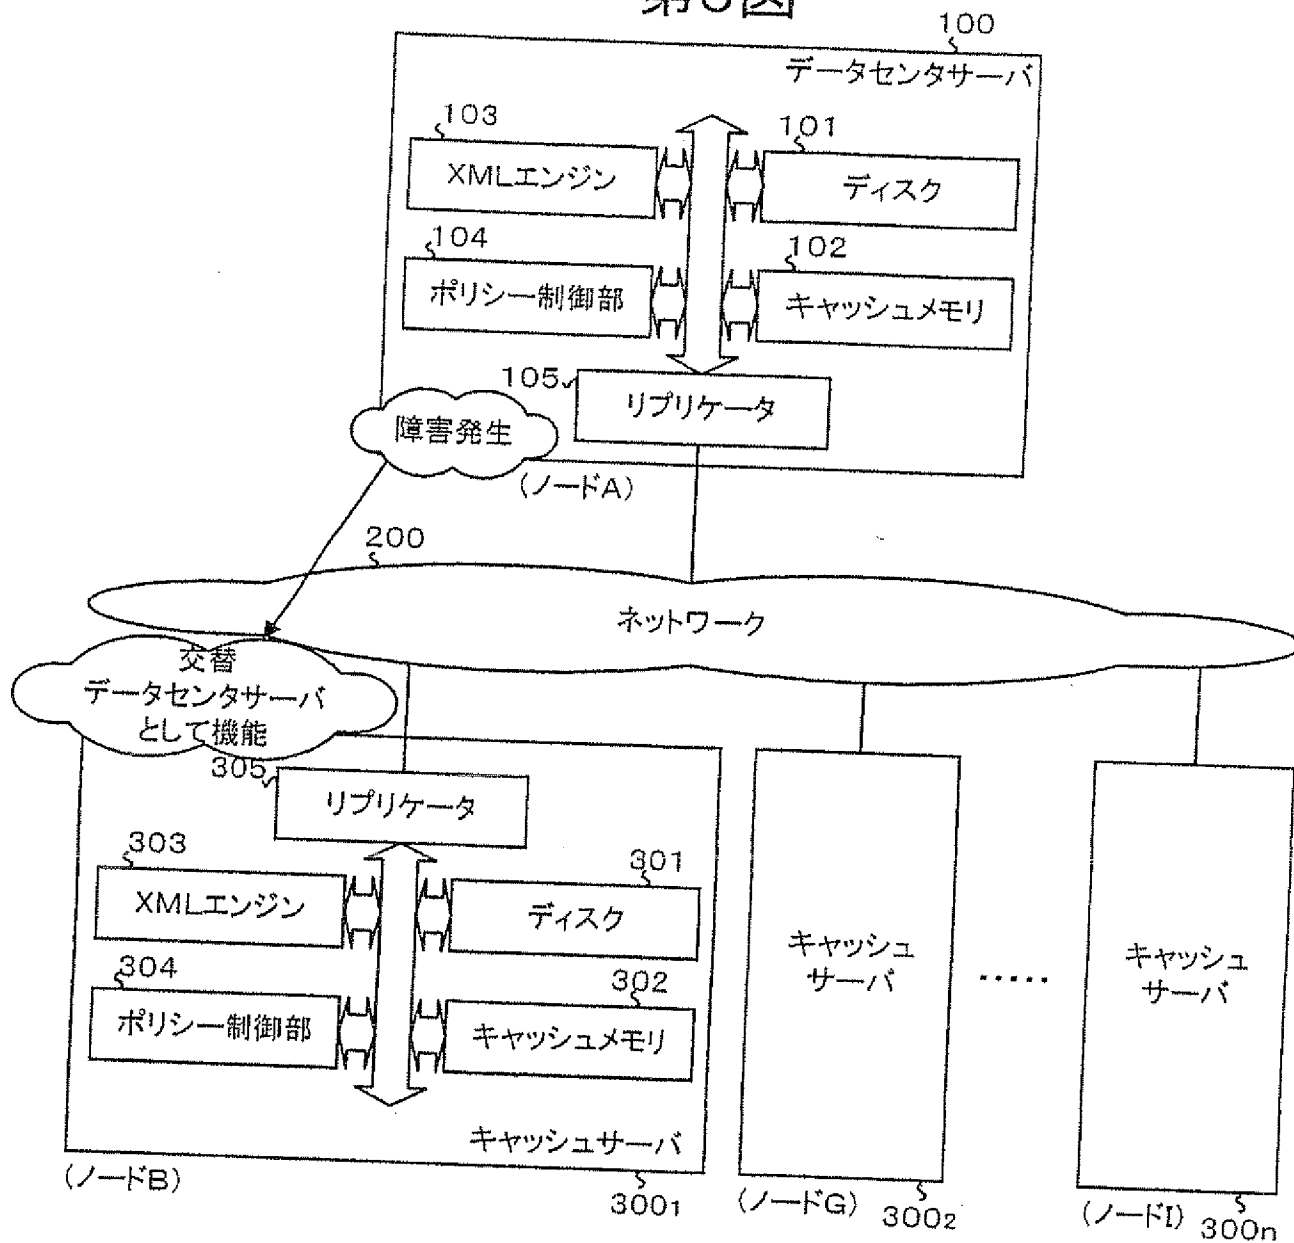 100
データセンタサーバ
103
XMLエンジン
101
ディスク
104
ポリシー制御部
102
キャッシュメモリ
105
リプリケータ
障害発生
(ノードA)
200
ネットワーク
交替
データセンタサーバ
として機能
305
リプリケータ
303
XMLエンジン
301
ディスク
304
ポリシー制御部
302
キャッシュメモリ
キャッシュサーバ
(ノードB)
300₁
キャッシュ
サーバ
(ノードG)
300₂
.....
キャッシュ
サーバ
(ノードI)
300n